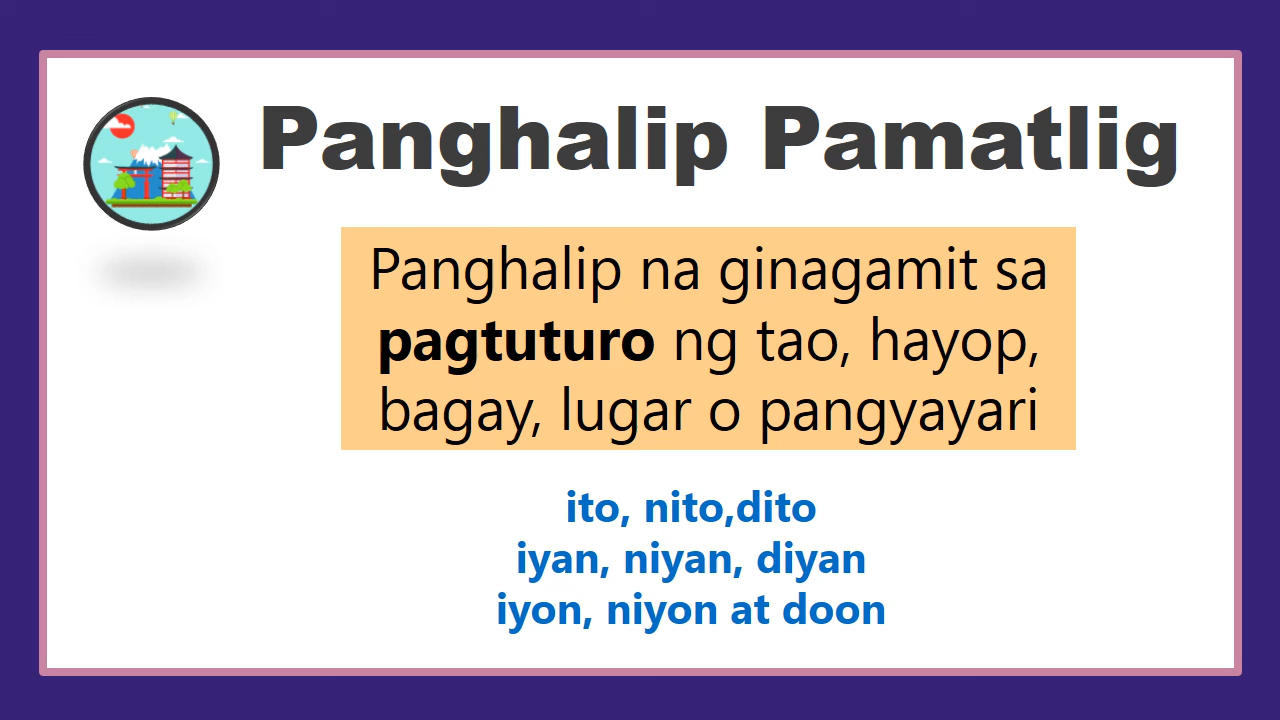 Panghalip Pamatlig
Panghalip na ginagamit sa
pagtuturo ng tao, hayop,
bagay, lugar o pangyayari
ito, nito,dito
iyan, niyan, diyan
iyon, niyon at doon